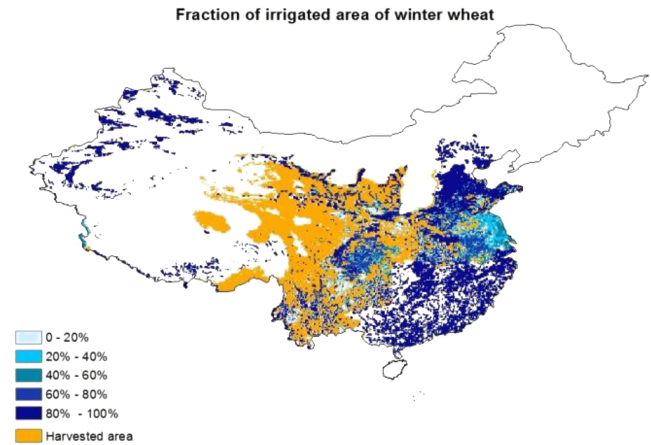 Fraction of irrigated area of winter wheat
0 - 20%
20% - 40%
40% - 60%
60% - 80%
80% - 100%
Harvested area